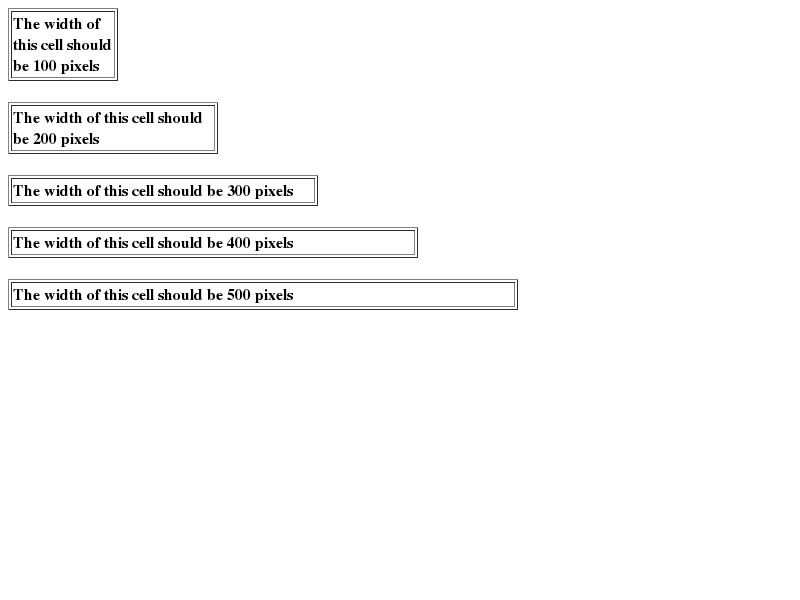 The width of
this cell should
be 100 pixels
The width of this cell should
be 200 pixels
The width of this cell should be 300 pixels
The width of this cell should be 400 pixels
The width of this cell should be 500 pixels